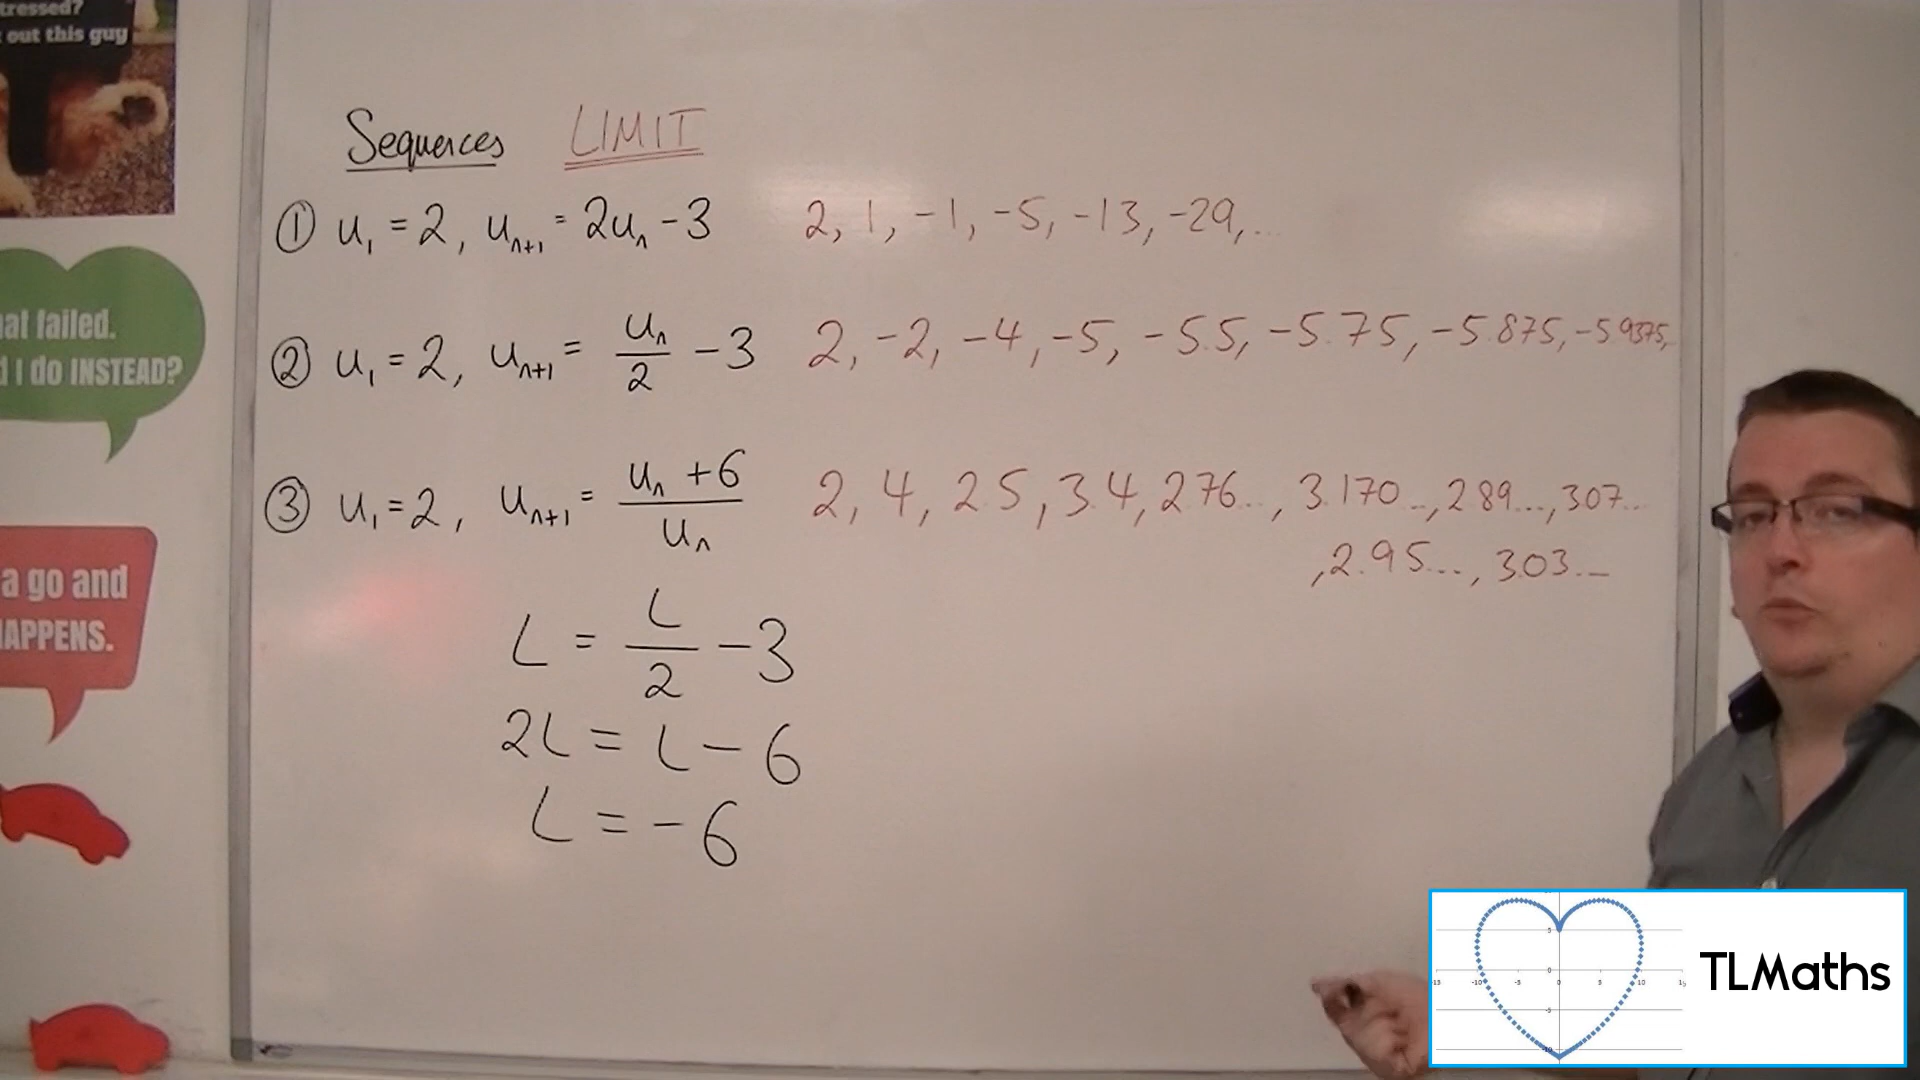 tressed?
out this guy
Sequences LIMIT
① u₁ = 2, uₙ₊₁ = 2uₙ - 3 2, 1, -1, -5, -13, -29, ...
② u₁ = 2, uₙ₊₁ = uₙ/2 - 3 2, -2, -4, -5, -5.5, -5.75, -5.875, -5.9375,
③ u₁ = 2, uₙ₊₁ = (uₙ + 6)/uₙ 2, 4, 2.5, 3.4, 2.76..., 3.170..., 2.89..., 3.07...
, 2.95..., 3.03...
L = L/2 - 3
2L = L - 6
L = -6
at failed.
I do INSTEAD?
a go and
APPENS.
TLMaths